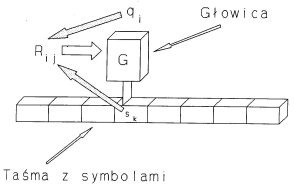 q i
Głowica
R i j
G
s k
Taśma z symbolami